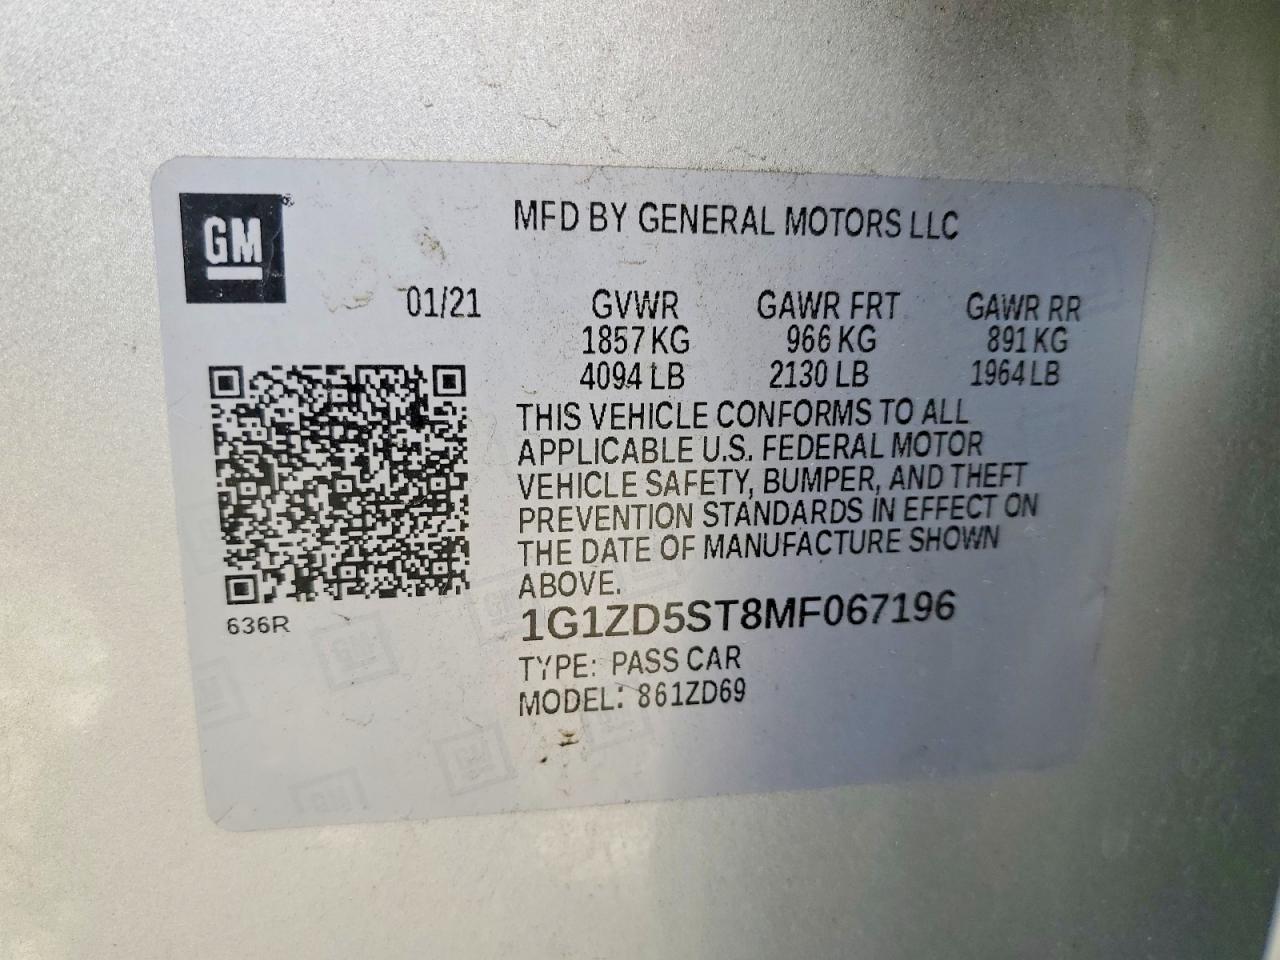 GM
MFD BY GENERAL MOTORS LLC
01/21 GVWR GAWR FRT GAWR RR
1857 KG 966 KG 891 KG
4094 LB 2130 LB 1964 LB
THIS VEHICLE CONFORMS TO ALL
APPLICABLE U.S. FEDERAL MOTOR
VEHICLE SAFETY, BUMPER, AND THEFT
PREVENTION STANDARDS IN EFFECT ON
THE DATE OF MANUFACTURE SHOWN
ABOVE.
1G1ZD5ST8MF067196
636R
TYPE: PASS CAR
MODEL: 861ZD69